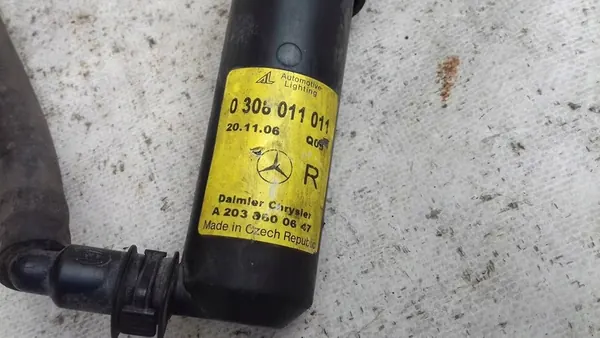 AL Automotive
Lighting
0 306 011 011
20.11.06
R
Daimler Chrysler
A 203 860 06 47
Made in Czech Republic